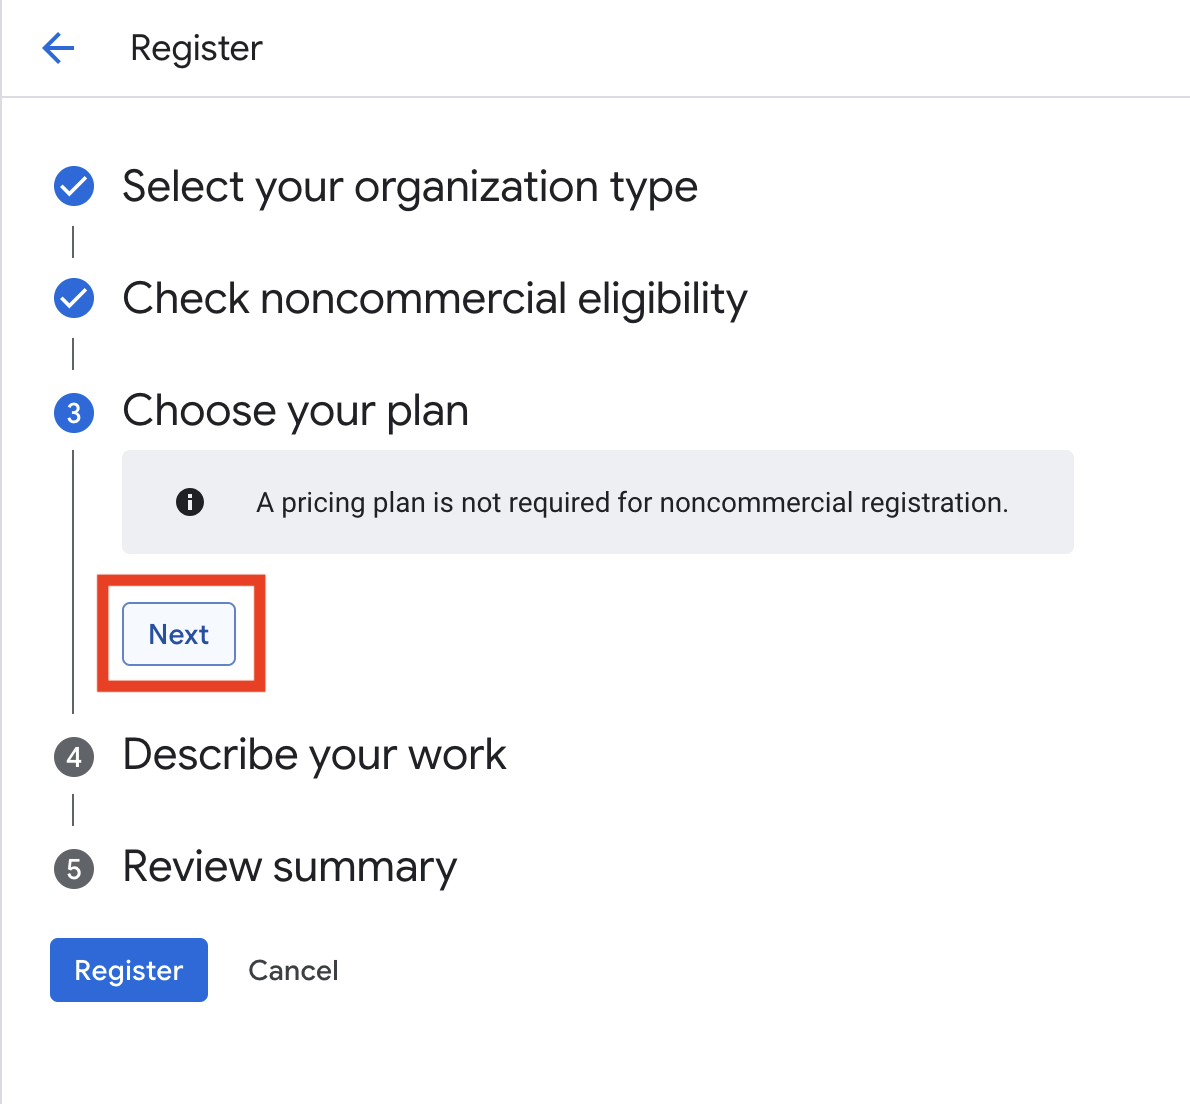 Register
Select your organization type
Check noncommercial eligibility
3 Choose your plan
A pricing plan is not required for noncommercial registration.
Next
4 Describe your work
5 Review summary
Register Cancel